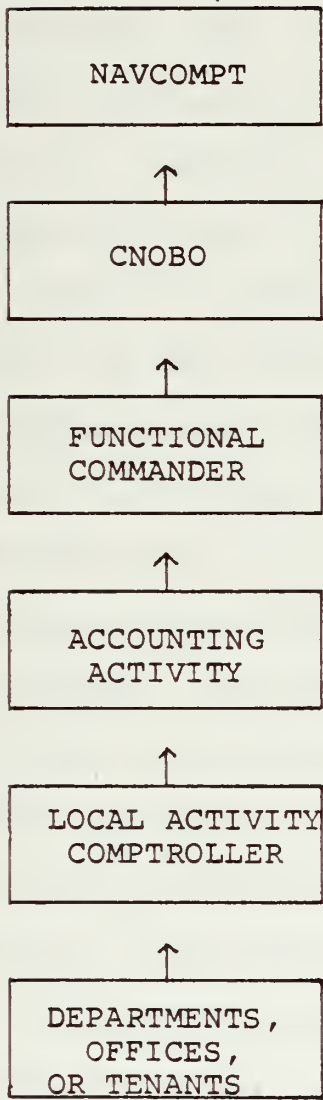 NAVCOMPT
CNOBO
FUNCTIONAL
COMMANDER
ACCOUNTING
ACTIVITY
LOCAL ACTIVITY
COMPTROLLER
DEPARTMENTS,
OFFICES,
OR TENANTS